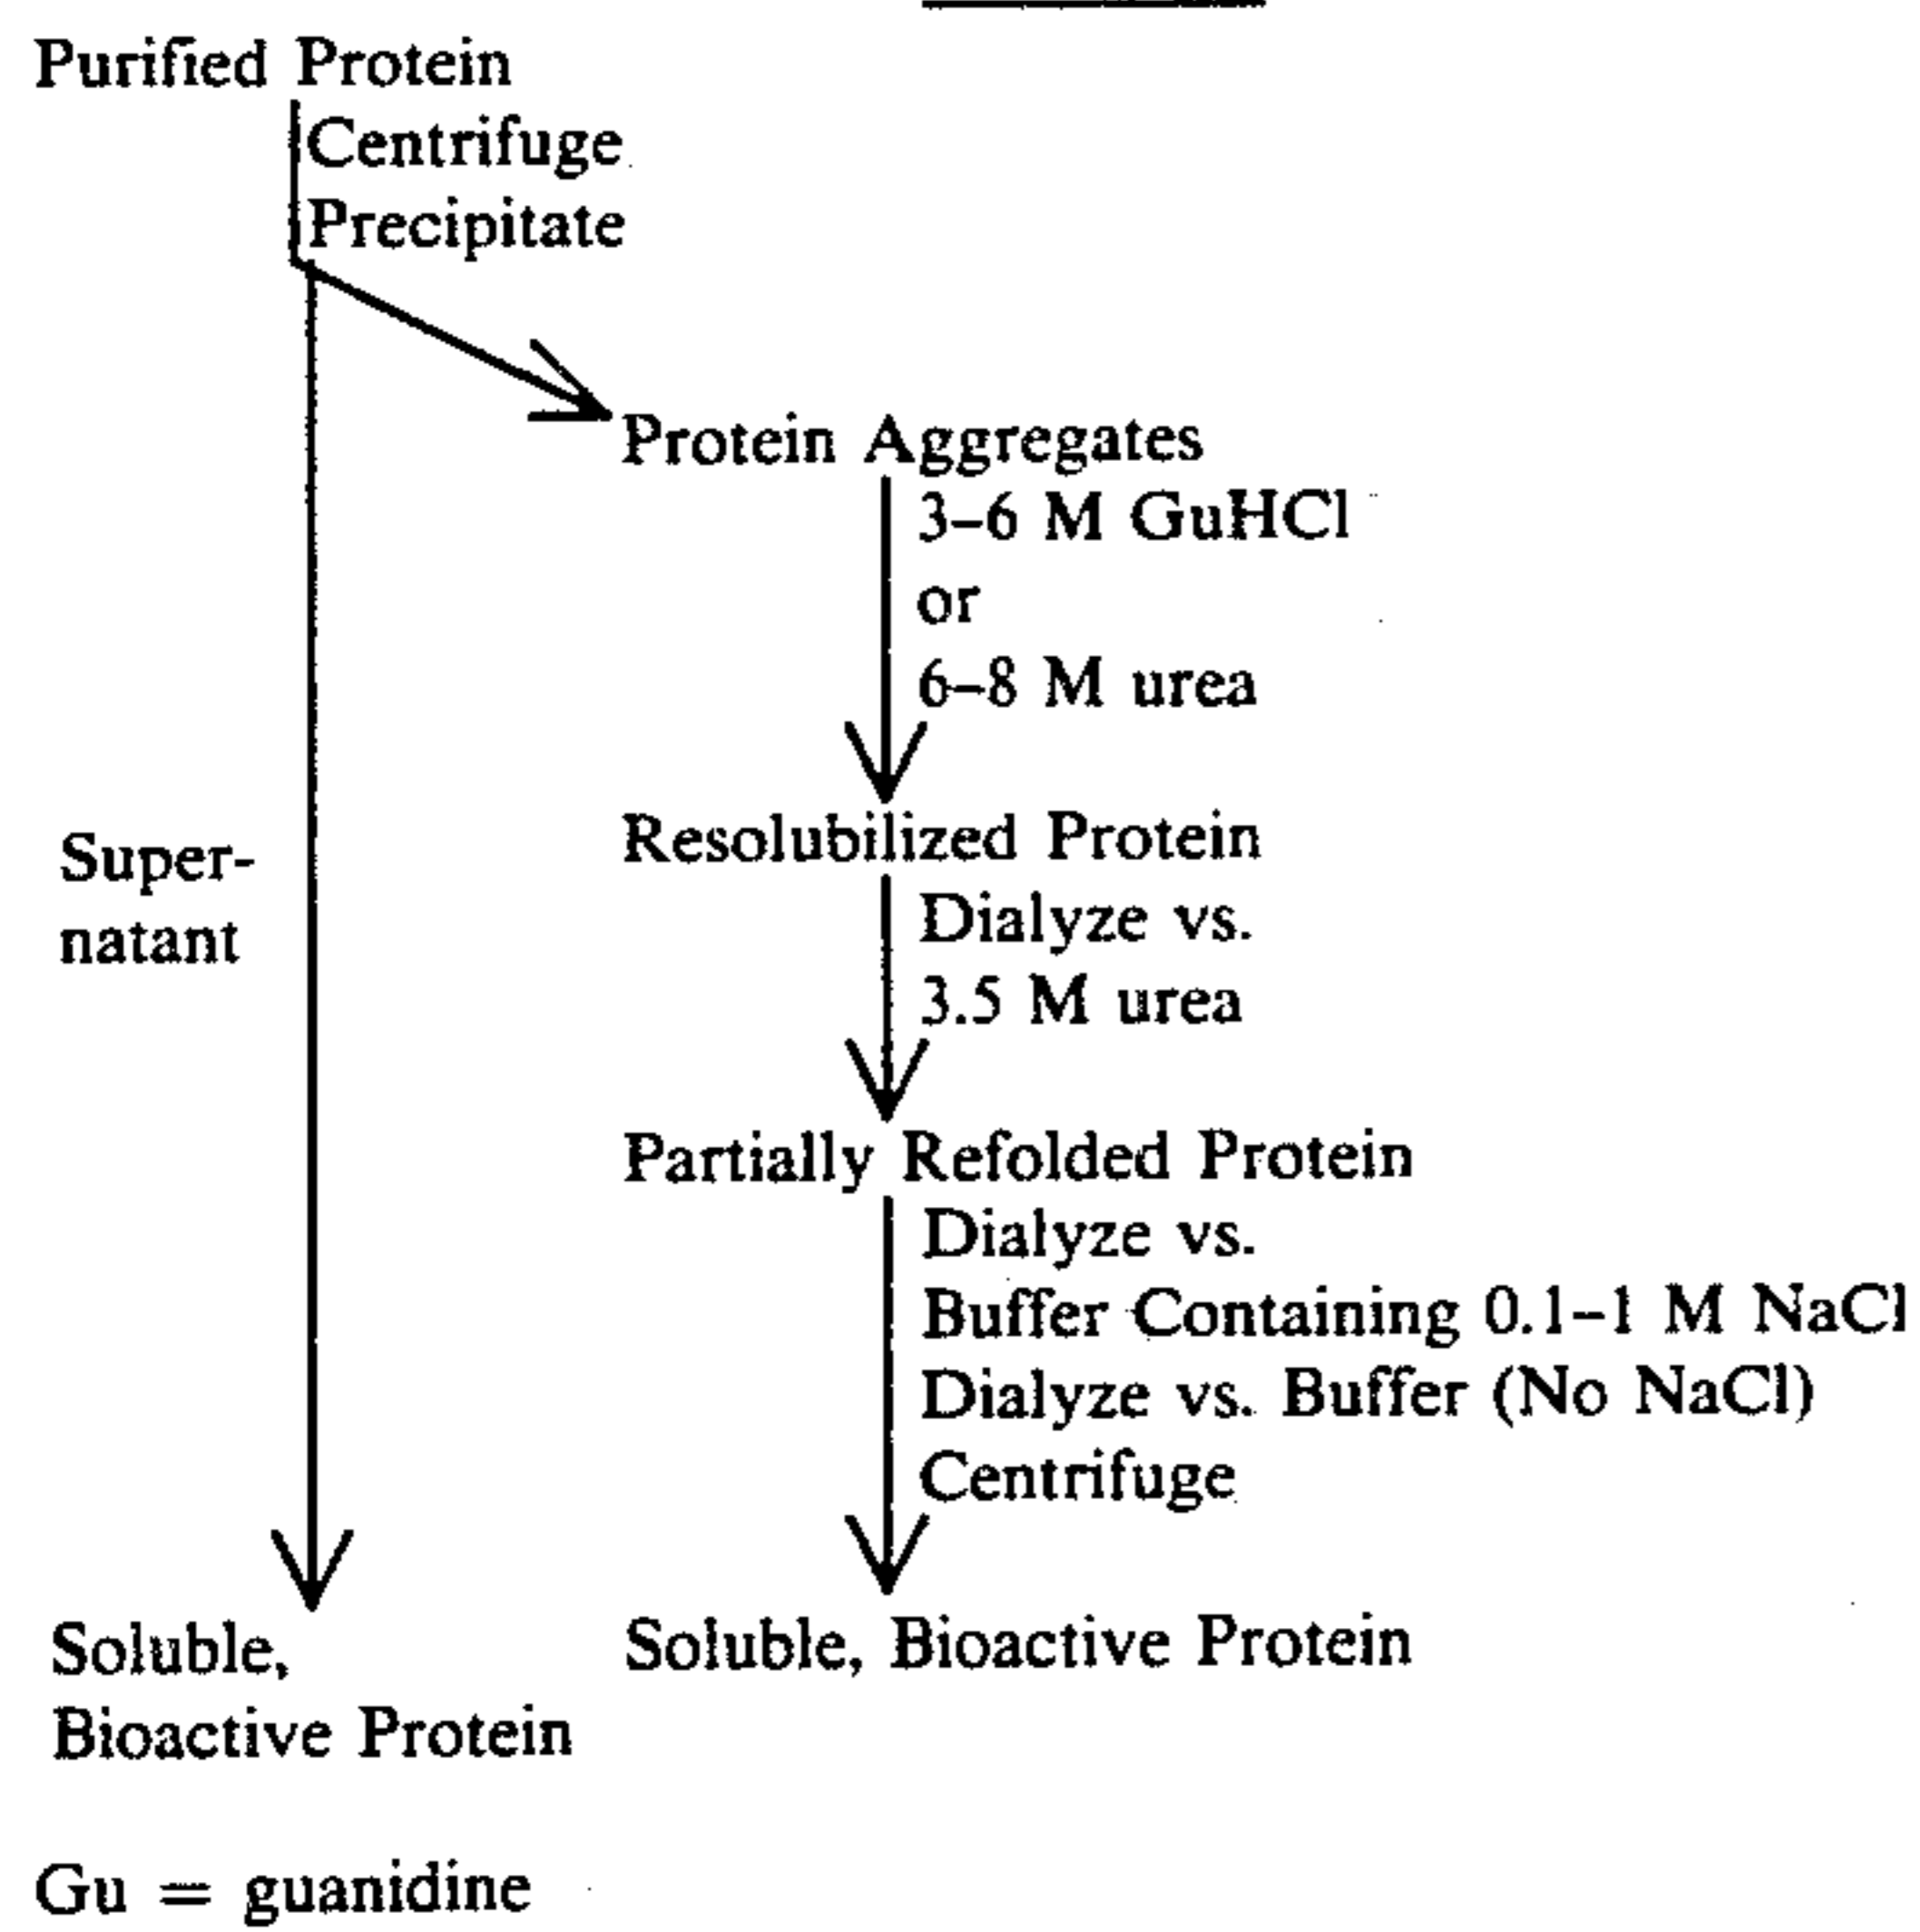 Purified Protein
Centrifuge
Precipitate
Protein Aggregates
3–6 M GuHCl
or
6–8 M urea
Super-
natant
Resolubilized Protein
Dialyze vs.
3.5 M urea
Partially Refolded Protein
Dialyze vs.
Buffer Containing 0.1–1 M NaCl
Dialyze vs. Buffer (No NaCl)
Centrifuge
Soluble,
Bioactive Protein
Soluble, Bioactive Protein
Gu = guanidine